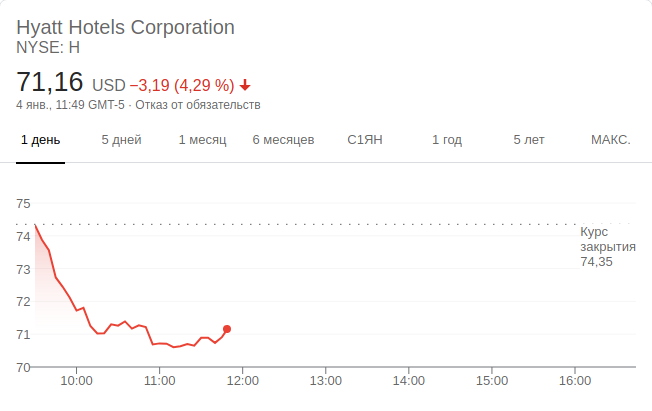 Hyatt Hotels Corporation
NYSE: H
71,16 USD −3,19 (4,29 %)
4 янв., 11:49 GMT-5 · Отказ от обязательств
1 день 5 дней 1 месяц 6 месяцев С1ЯН 1 год 5 лет МАКС.
75
74
73
72
71
70
Курс
закрытия
74,35
10:00 11:00 12:00 13:00 14:00 15:00 16:00